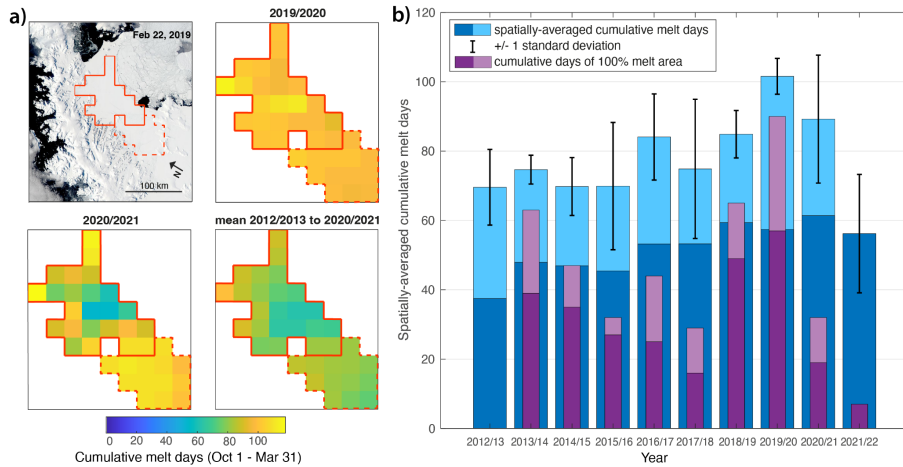 a)
2019/2020
Feb 22, 2019
N
100 km
2020/2021
mean 2012/2013 to 2020/2021
0 20 40 60 80 100
Cumulative melt days (Oct 1 - Mar 31)
b)
120
100
80
60
40
20
0
Spatially-averaged cumulative melt days
spatially-averaged cumulative melt days
+/- 1 standard deviation
cumulative days of 100% melt area
2012/13 2013/14 2014/15 2015/16 2016/17 2017/18 2018/19 2019/20 2020/21 2021/22
Year